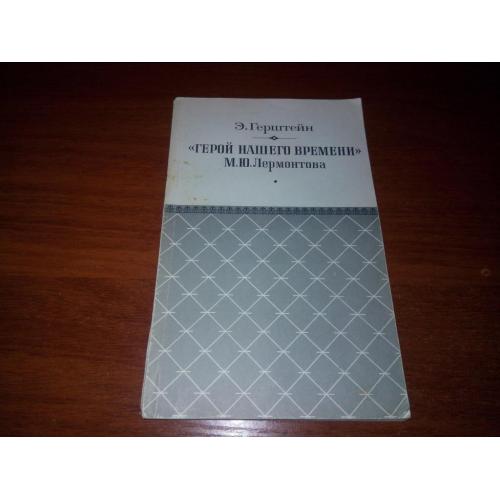 Э. Герштейн
«ГЕРОЙ НАШЕГО ВРЕМЕНИ»
М.Ю. Лермонтова